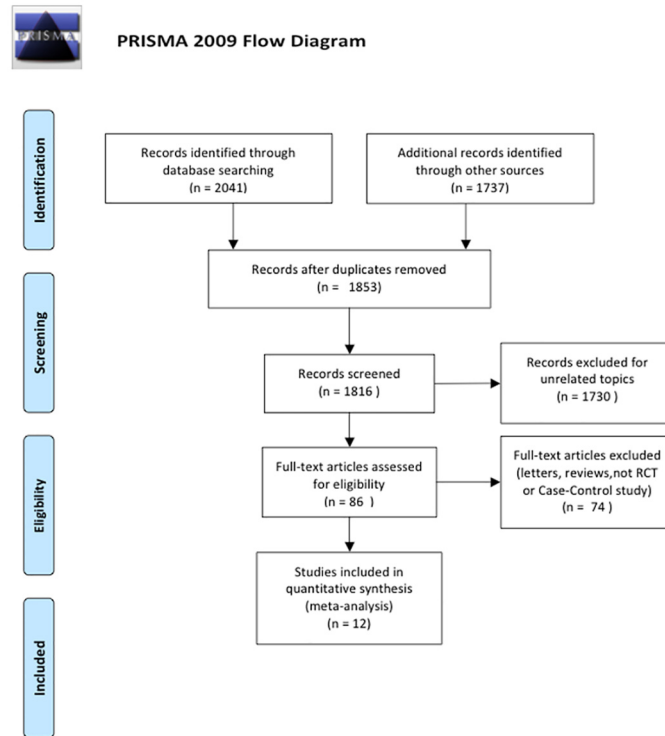 PRISMA
PRISMA 2009 Flow Diagram
Identification
Records identified through
database searching
(n = 2041)
Additional records identified
through other sources
(n = 1737)
Records after duplicates removed
(n = 1853)
Screening
Records screened
(n = 1816 )
Records excluded for
unrelated topics
(n = 1730 )
Eligibility
Full-text articles assessed
for eligibility
(n = 86 )
Full-text articles excluded
(letters, reviews,not RCT
or Case-Control study)
(n = 74 )
Studies included in
quantitative synthesis
(meta-analysis)
(n = 12)
Included